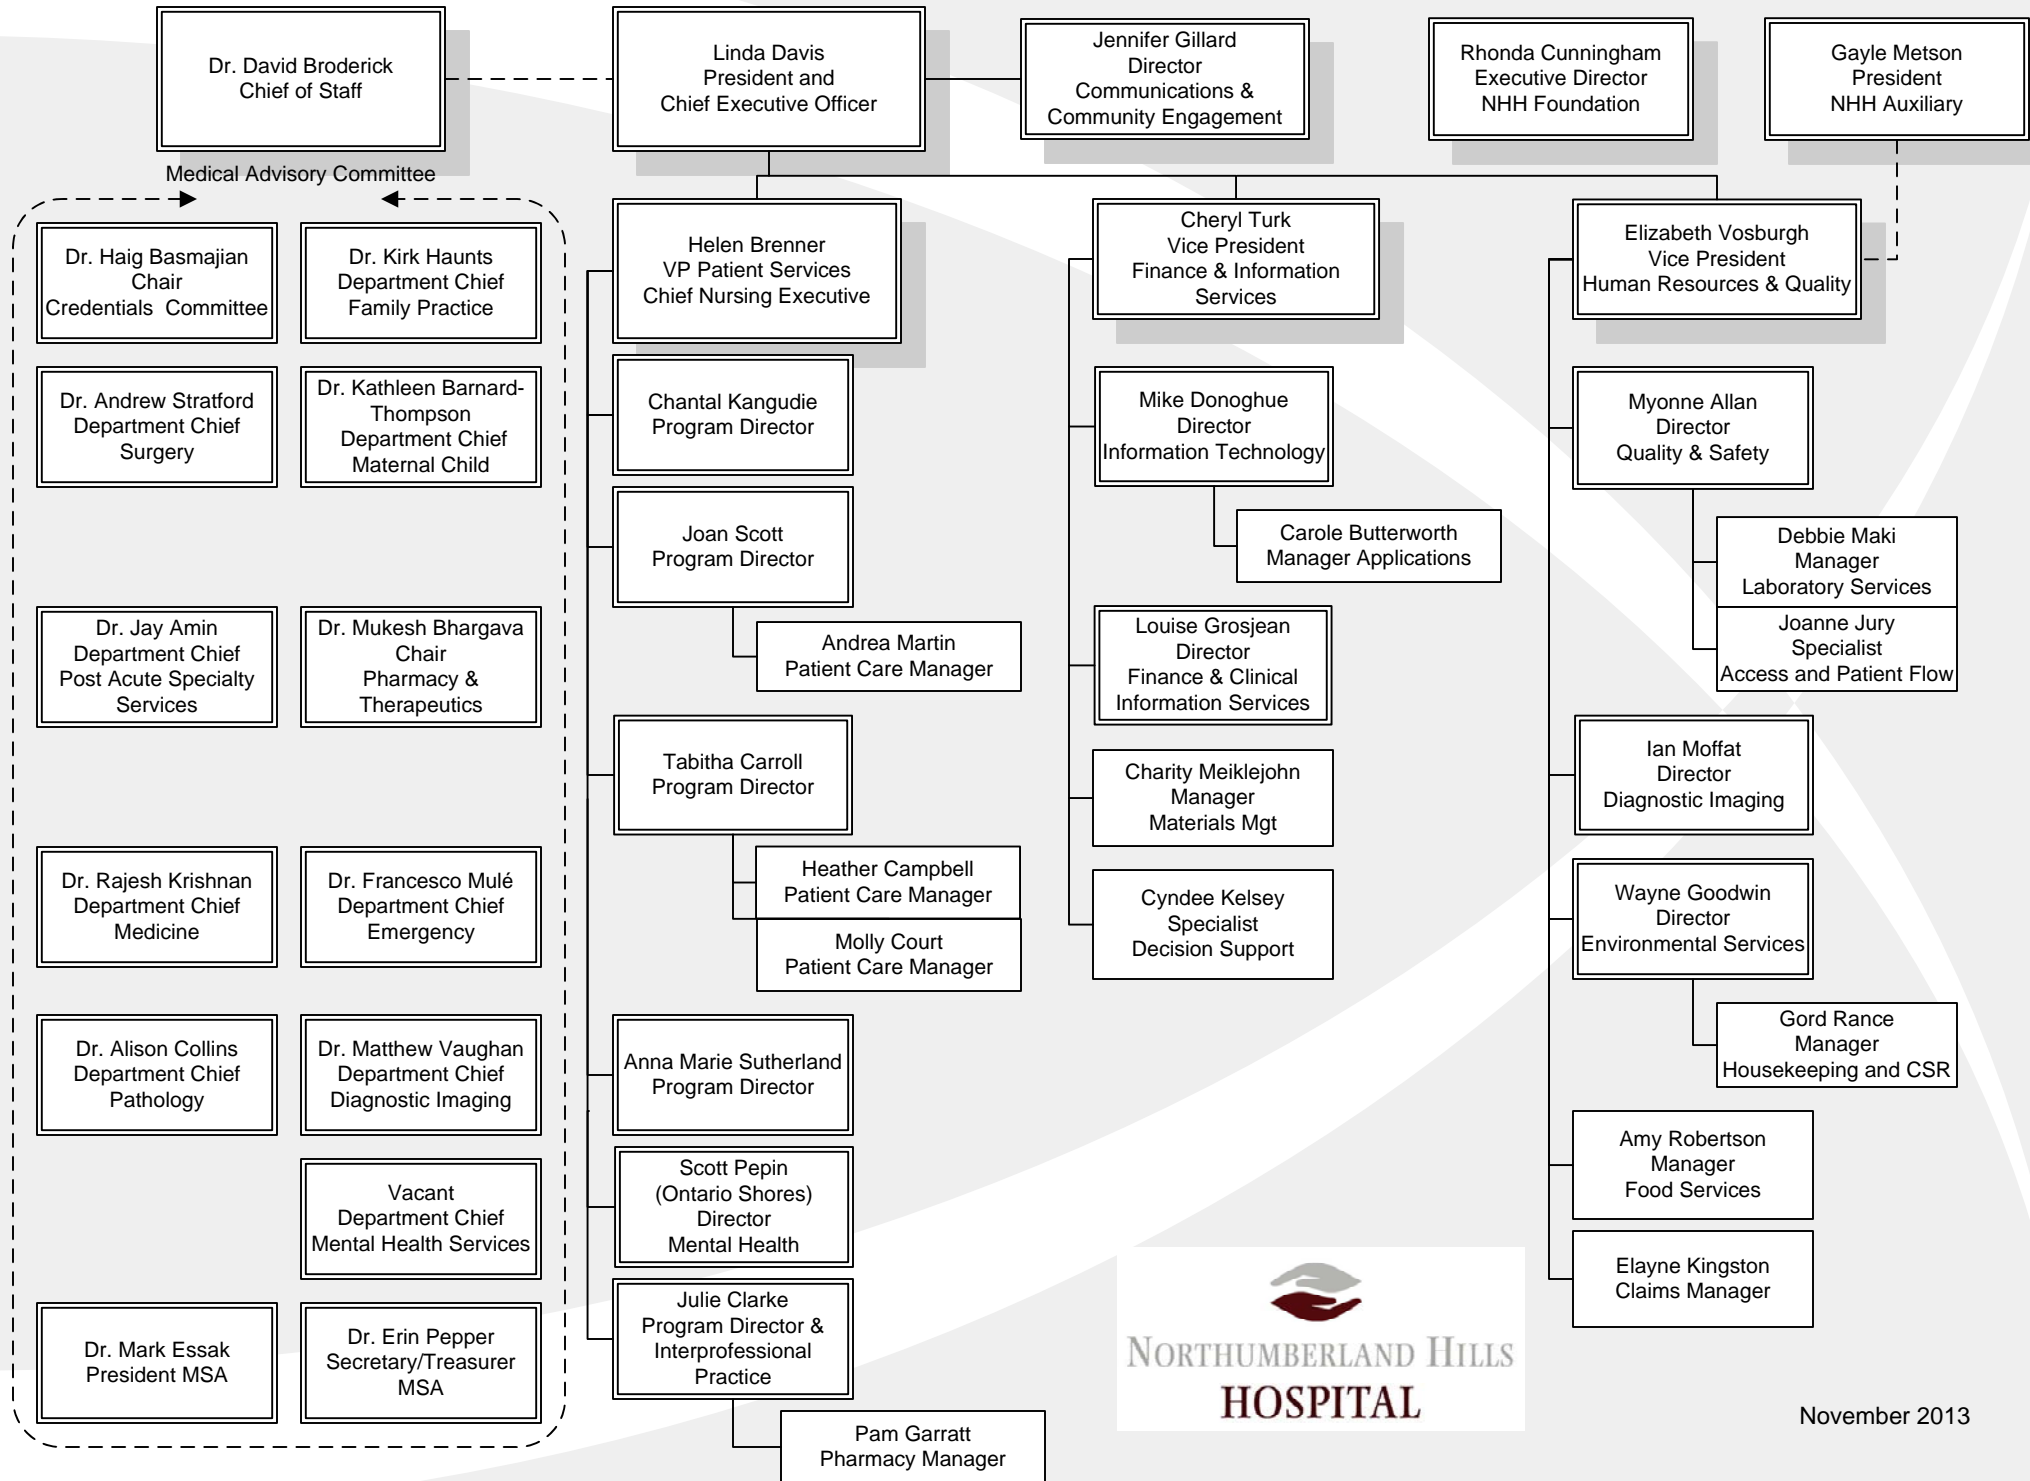 Dr. David Broderick
Chief of Staff
Linda Davis
President and
Chief Executive Officer
Jennifer Gillard
Director
Communications &
Community Engagement
Rhonda Cunningham
Executive Director
NHH Foundation
Gayle Metson
President
NHH Auxiliary
Medical Advisory Committee
Dr. Haig Basmajian
Chair
Credentials  Committee
Dr. Kirk Haunts
Department Chief
Family Practice
Dr. Andrew Stratford
Department Chief
Surgery
Dr. Kathleen Barnard-
Thompson
Department Chief
Maternal Child
Dr. Jay Amin
Department Chief
Post Acute Specialty
Services
Dr. Mukesh Bhargava
Chair
Pharmacy &
Therapeutics
Dr. Rajesh Krishnan
Department Chief
Medicine
Dr. Francesco Mulé
Department Chief
Emergency
Dr. Alison Collins
Department Chief
Pathology
Dr. Matthew Vaughan
Department Chief
Diagnostic Imaging
Vacant
Department Chief
Mental Health Services
Dr. Mark Essak
President MSA
Dr. Erin Pepper
Secretary/Treasurer
MSA
Helen Brenner
VP Patient Services
Chief Nursing Executive
Chantal Kangudie
Program Director
Joan Scott
Program Director
Andrea Martin
Patient Care Manager
Tabitha Carroll
Program Director
Heather Campbell
Patient Care Manager
Molly Court
Patient Care Manager
Anna Marie Sutherland
Program Director
Scott Pepin
(Ontario Shores)
Director
Mental Health
Julie Clarke
Program Director &
Interprofessional
Practice
Pam Garratt
Pharmacy Manager
Cheryl Turk
Vice President
Finance & Information
Services
Mike Donoghue
Director
Information Technology
Carole Butterworth
Manager Applications
Louise Grosjean
Director
Finance & Clinical
Information Services
Charity Meiklejohn
Manager
Materials Mgt
Cyndee Kelsey
Specialist
Decision Support
Elizabeth Vosburgh
Vice President
Human Resources & Quality
Myonne Allan
Director
Quality & Safety
Debbie Maki
Manager
Laboratory Services
Joanne Jury
Specialist
Access and Patient Flow
Ian Moffat
Director
Diagnostic Imaging
Wayne Goodwin
Director
Environmental Services
Gord Rance
Manager
Housekeeping and CSR
Amy Robertson
Manager
Food Services
Elayne Kingston
Claims Manager
NORTHUMBERLAND HILLS
HOSPITAL
November 2013